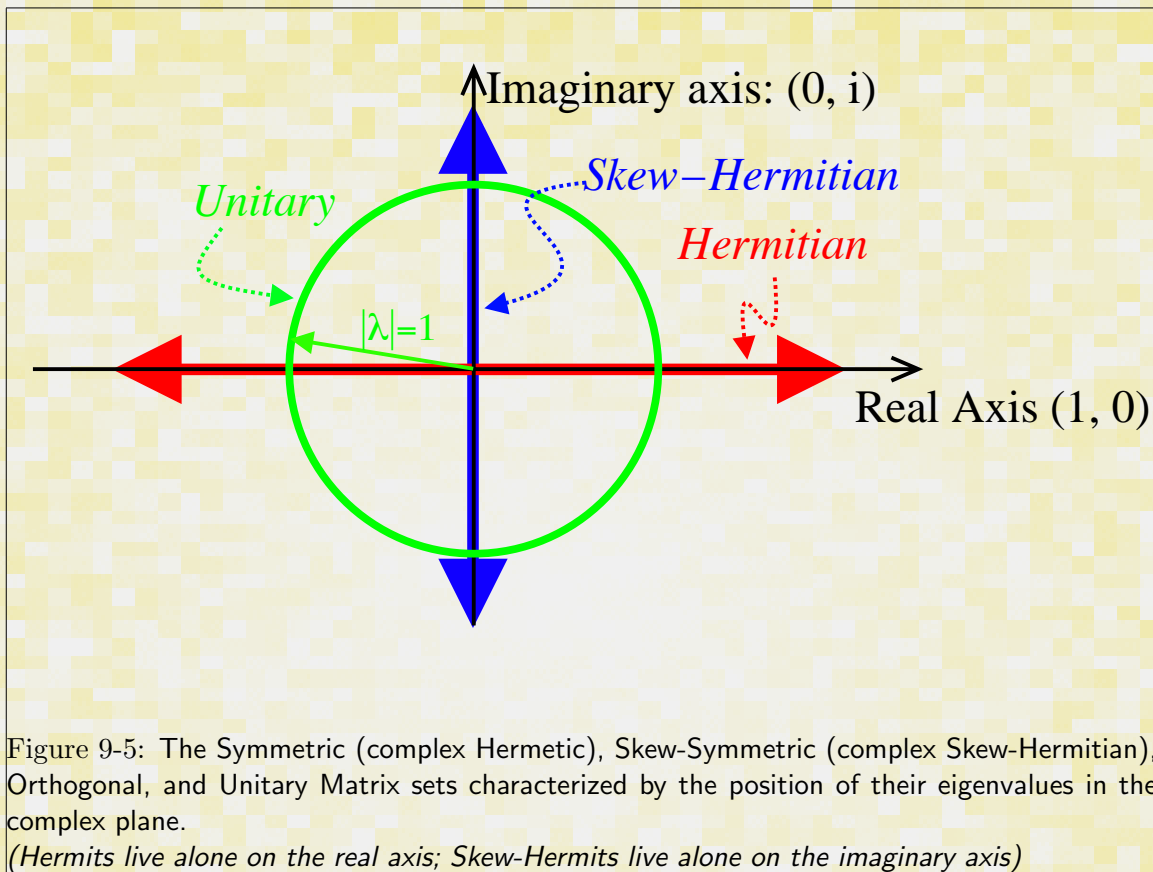 Imaginary axis: (0, i)
Skew–Hermitian
Unitary
Hermitian
|λ|=1
Real Axis (1, 0)
Figure 9-5: The Symmetric (complex Hermetic), Skew-Symmetric (complex Skew-Hermitian),
Orthogonal, and Unitary Matrix sets characterized by the position of their eigenvalues in the
complex plane.
(Hermits live alone on the real axis; Skew-Hermits live alone on the imaginary axis)